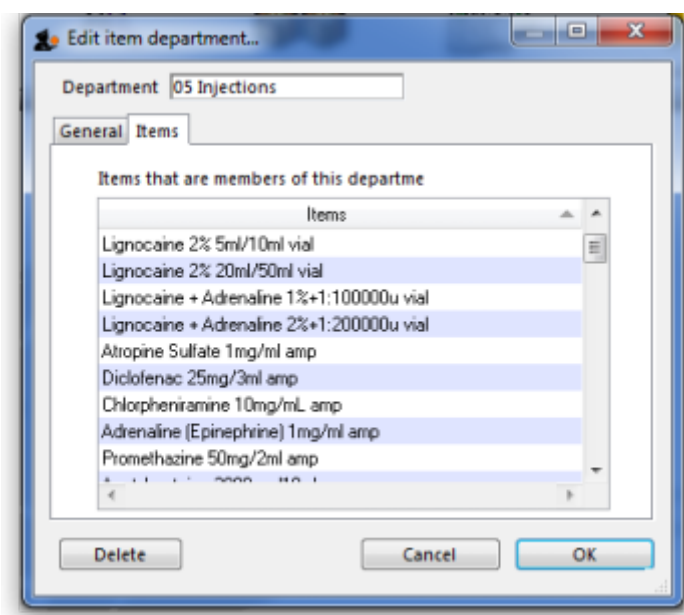 Edit item department...
Department 05 Injections
General Items
Items that are members of this departme
Items
Lignocaine 2% 5ml/10ml vial
Lignocaine 2% 20ml/50ml vial
Lignocaine + Adrenaline 1%+1:100000u vial
Lignocaine + Adrenaline 2%+1:200000u vial
Atropine Sulfate 1mg/ml amp
Diclofenac 25mg/3ml amp
Chlorpheniramine 10mg/mL amp
Adrenaline (Epinephrine) 1mg/ml amp
Promethazine 50mg/2ml amp
Delete Cancel OK